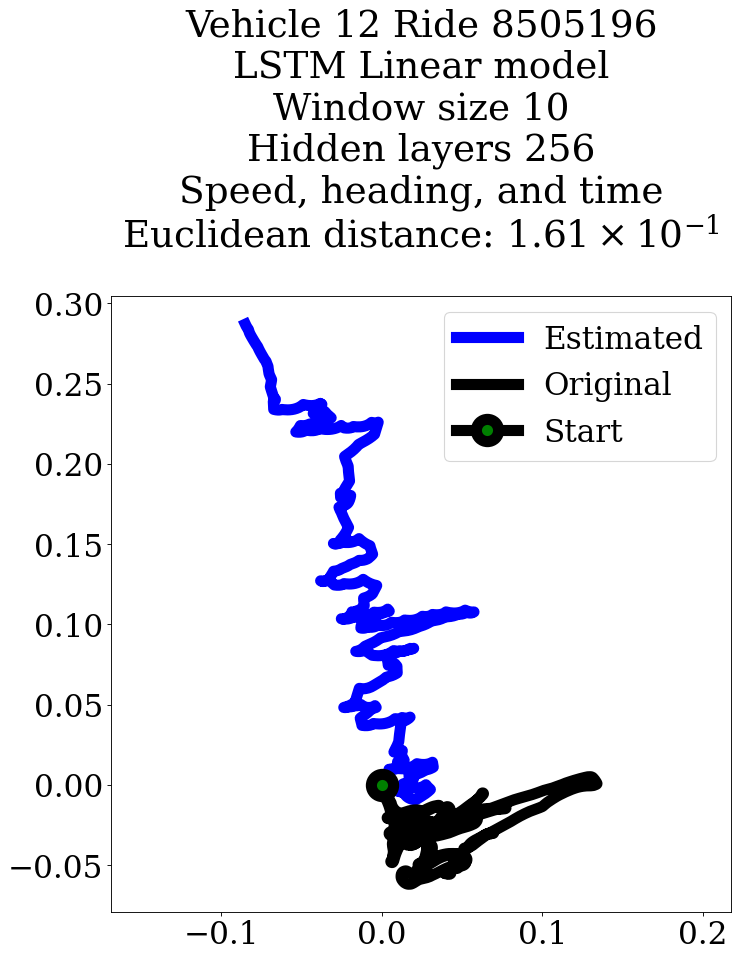 Vehicle 12 Ride 8505196
LSTM Linear model
Window size 10
Hidden layers 256
Speed, heading, and time
Euclidean distance: 1.61 × 10⁻¹
0.30
0.25
0.20
0.15
0.10
0.05
0.00
−0.05
Estimated
Original
Start
−0.1
0.0
0.1
0.2